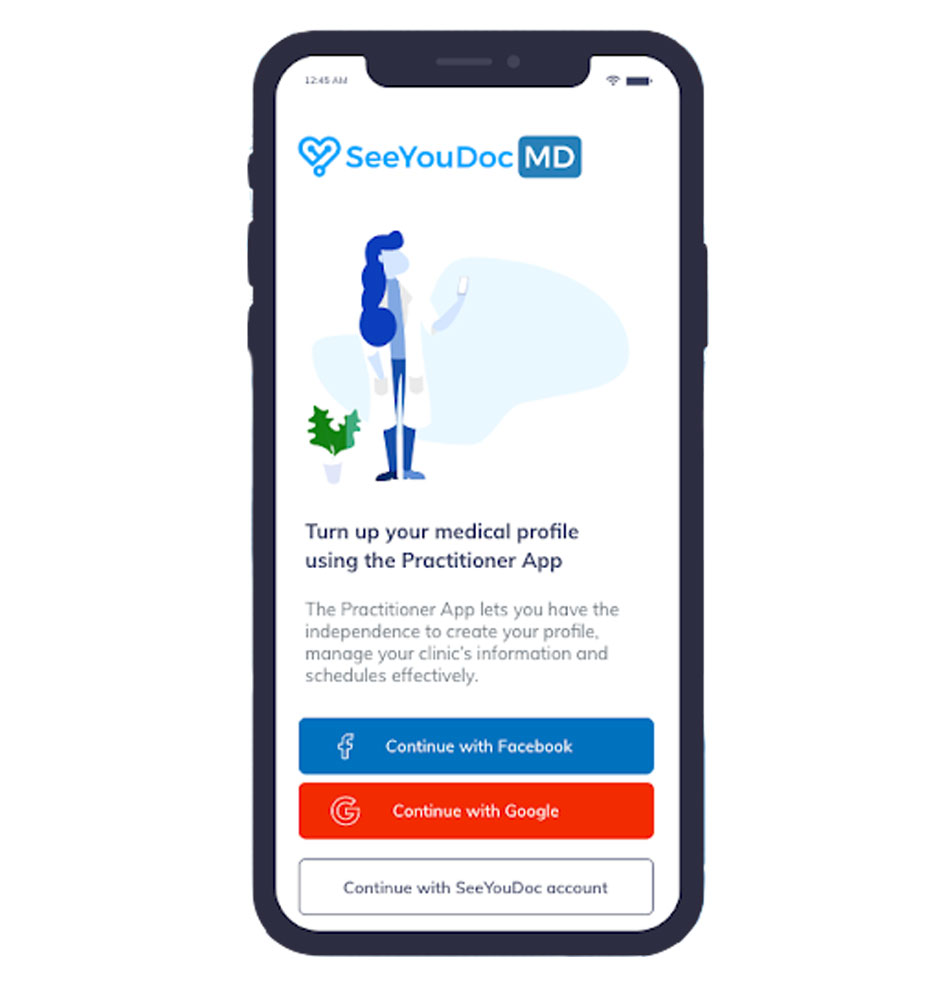 12:45 AM
SeeYouDoc MD
Turn up your medical profile
using the Practitioner App
The Practitioner App lets you have the
independence to create your profile,
manage your clinic's information and
schedules effectively.
Continue with Facebook
Continue with Google
Continue with SeeYouDoc account